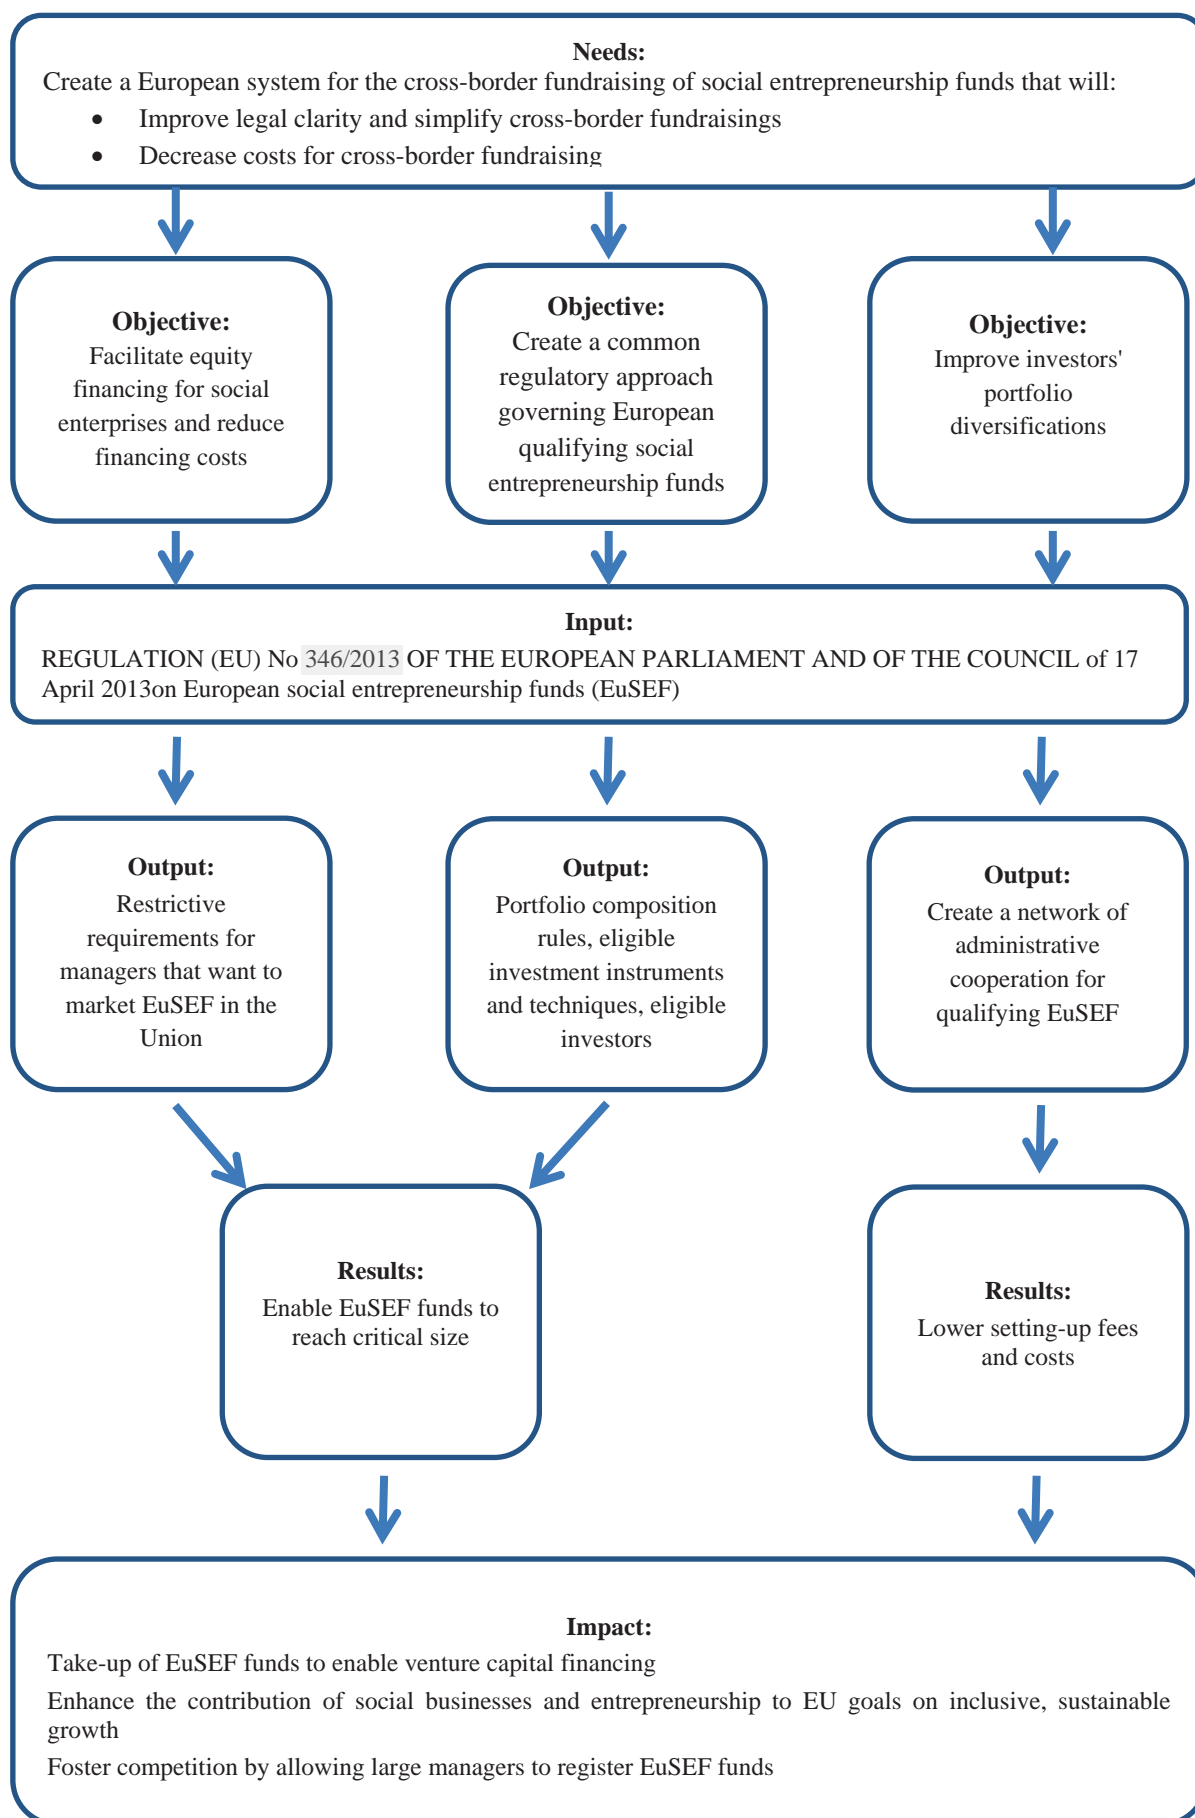 Needs:
Create a European system for the cross-border fundraising of social entrepreneurship funds that will:
• Improve legal clarity and simplify cross-border fundraisings
• Decrease costs for cross-border fundraising
Objective:
Facilitate equity
financing for social
enterprises and reduce
financing costs
Objective:
Create a common
regulatory approach
governing European
qualifying social
entrepreneurship funds
Objective:
Improve investors'
portfolio
diversifications
Input:
REGULATION (EU) No 346/2013 OF THE EUROPEAN PARLIAMENT AND OF THE COUNCIL of 17
April 2013on European social entrepreneurship funds (EuSEF)
Output:
Restrictive
requirements for
managers that want to
market EuSEF in the
Union
Output:
Portfolio composition
rules, eligible
investment instruments
and techniques, eligible
investors
Output:
Create a network of
administrative
cooperation for
qualifying EuSEF
Results:
Enable EuSEF funds to
reach critical size
Results:
Lower setting-up fees
and costs
Impact:
Take-up of EuSEF funds to enable venture capital financing
Enhance the contribution of social businesses and entrepreneurship to EU goals on inclusive, sustainable
growth
Foster competition by allowing large managers to register EuSEF funds